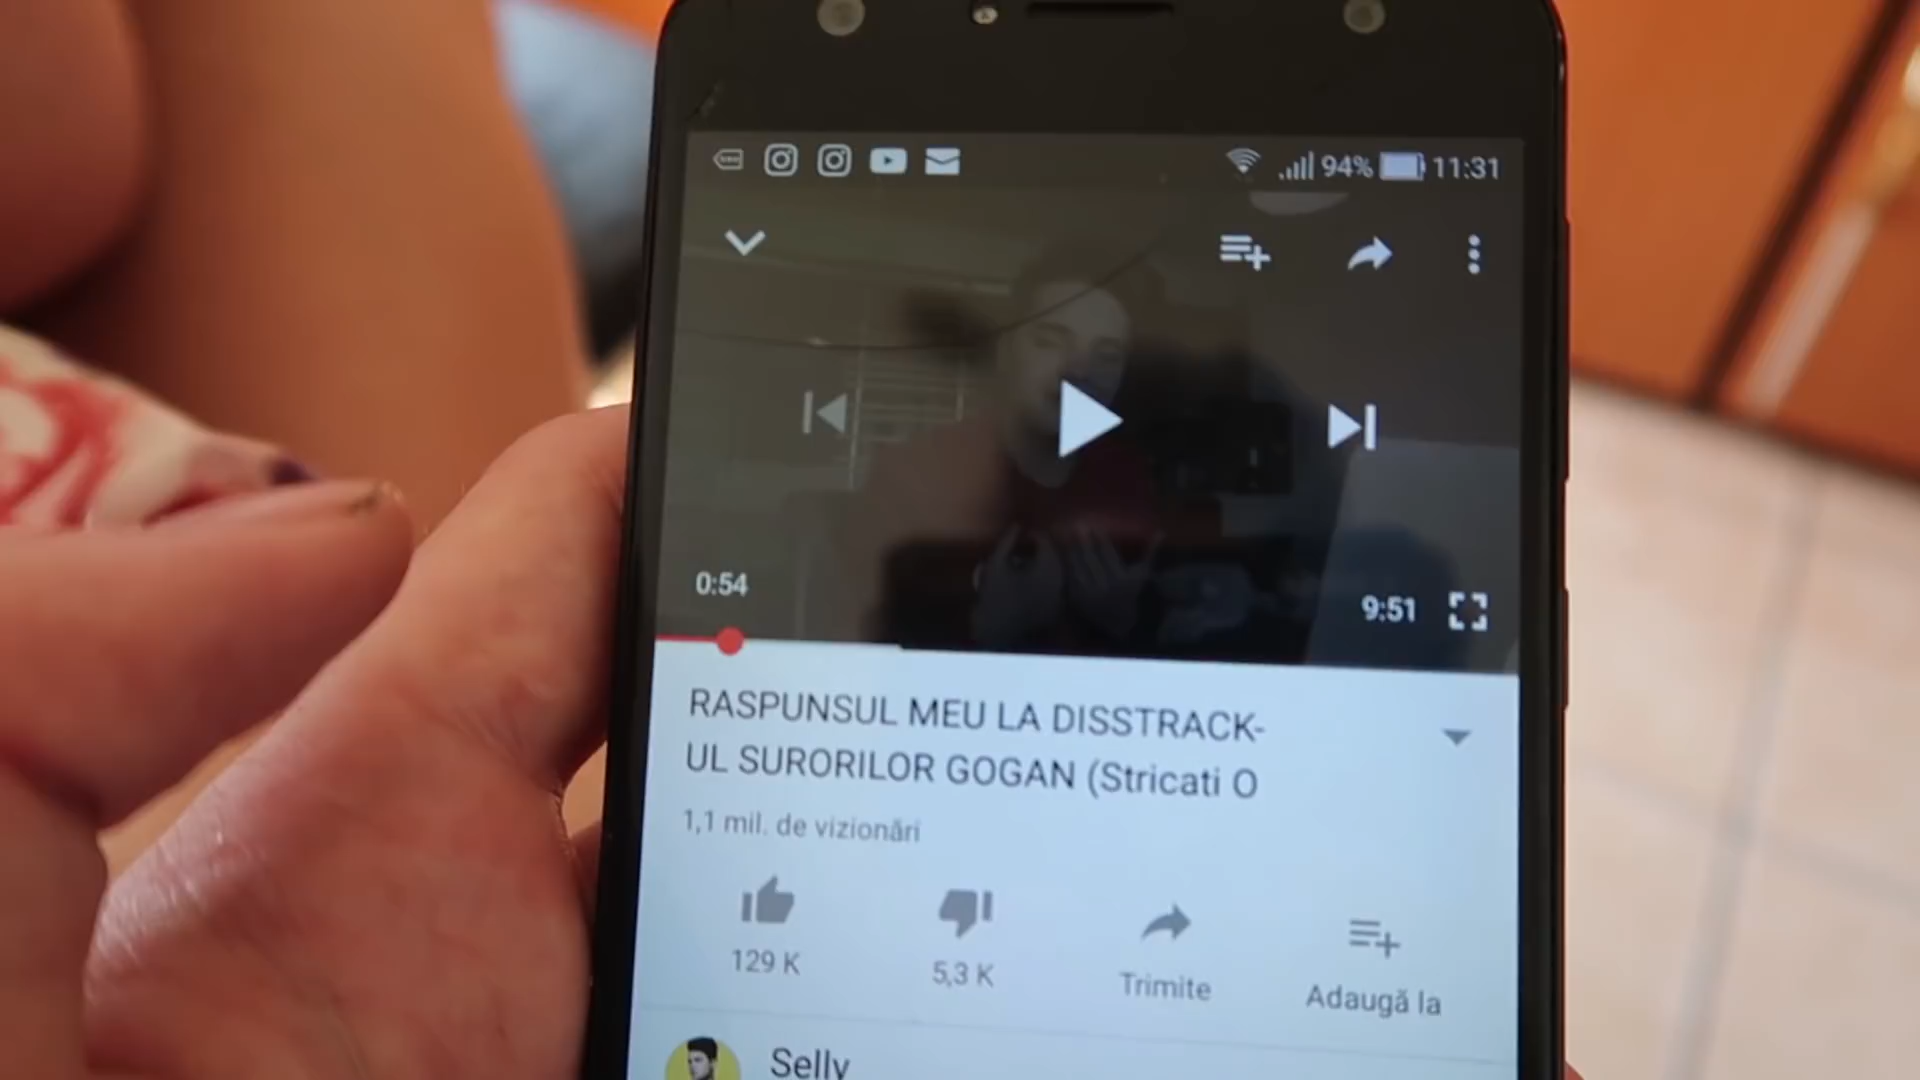 94% 11:31
0:54
9:51
RASPUNSUL MEU LA DISSTRACK-
UL SURORILOR GOGAN (Stricati O
1,1 mil. de vizionări
129 K
5,3 K
Trimite
Adaugă la
Selly